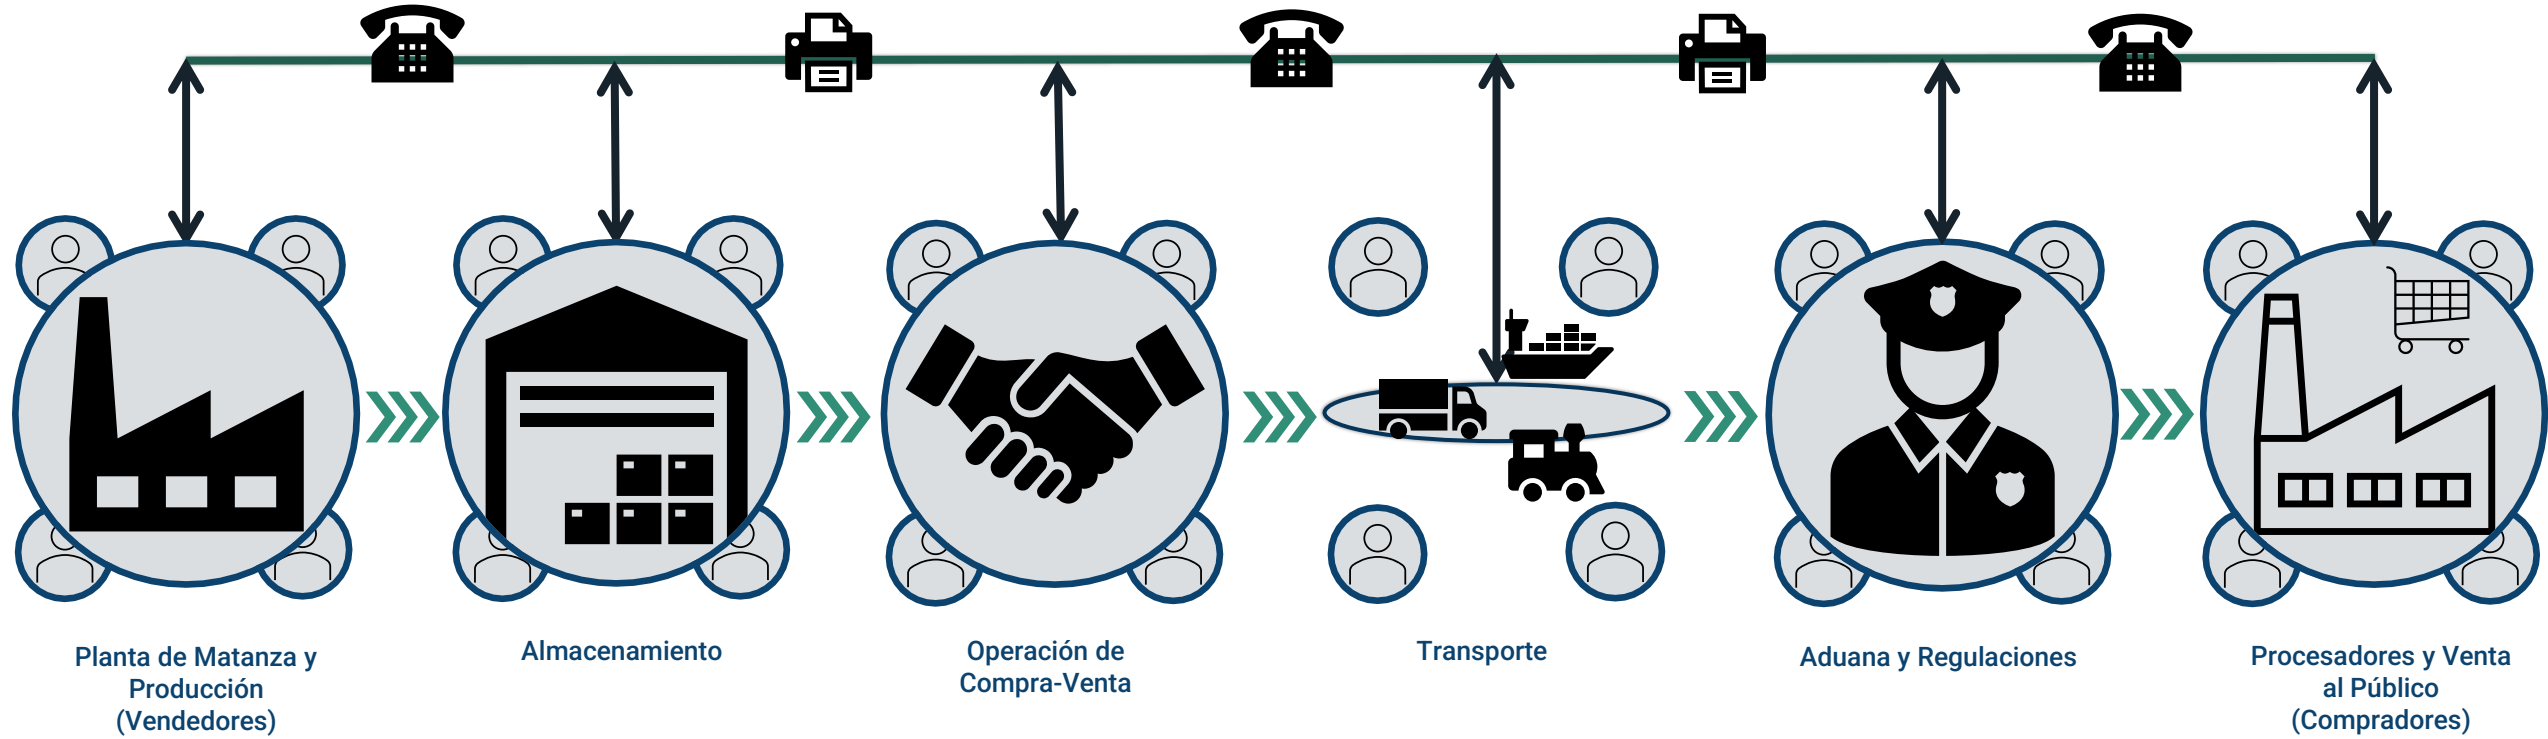 Planta de Matanza y
Producción
(Vendedores)
Almacenamiento
Operación de
Compra-Venta
Transporte
Aduana y Regulaciones
Procesadores y Venta
al Público
(Compradores)